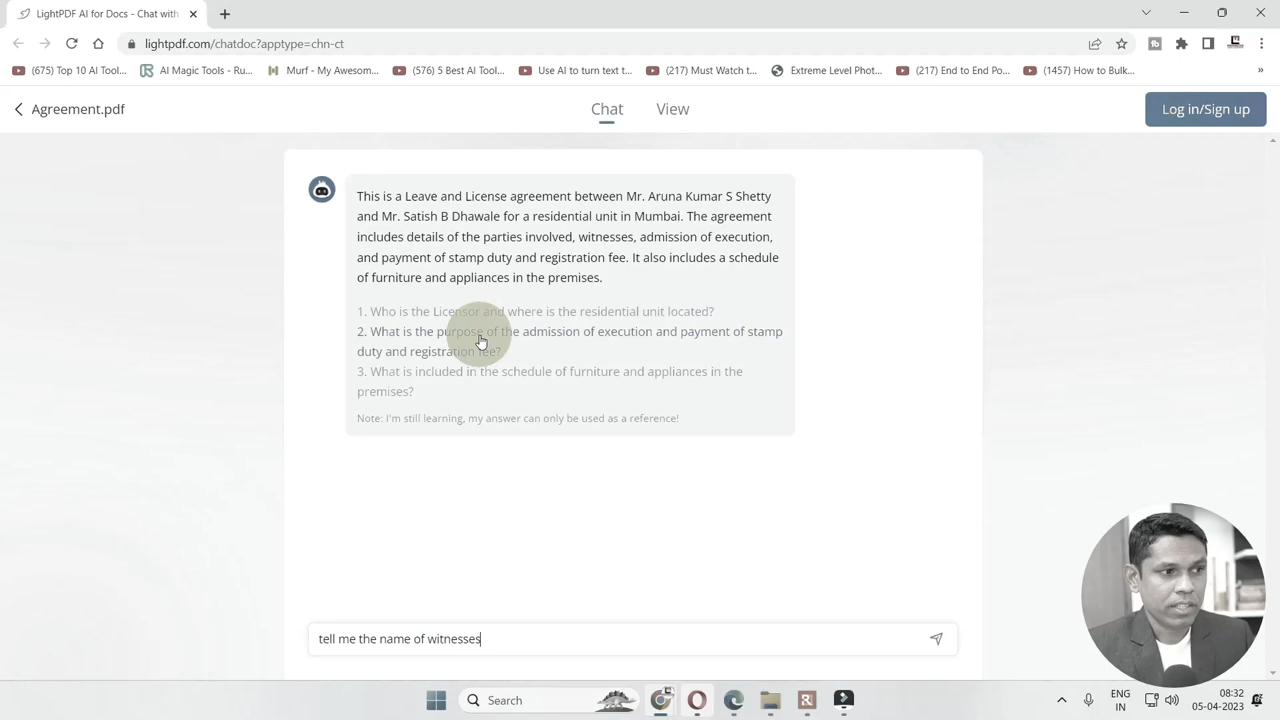 LightPDF AI for Docs - Chat with
lightpdf.com/chatdoc?apptype=chn-ct
(675) Top 10 AI Tool...
AI Magic Tools - Ru...
Murf - My Awesom...
(576) 5 Best AI Tool...
Use AI to turn text t...
(217) Must Watch t...
Extreme Level Phot...
(217) End to End Po...
(1457) How to Bulk...
»
Agreement.pdf
Chat
View
Log in/Sign up
This is a Leave and License agreement between Mr. Aruna Kumar S Shetty
and Mr. Satish B Dhawale for a residential unit in Mumbai. The agreement
includes details of the parties involved, witnesses, admission of execution,
and payment of stamp duty and registration fee. It also includes a schedule
of furniture and appliances in the premises.
1. Who is the Licensor and where is the residential unit located?
2. What is the purpose of the admission of execution and payment of stamp
duty and registration fee?
3. What is included in the schedule of furniture and appliances in the
premises?
Note: I'm still learning, my answer can only be used as a reference!
tell me the name of witnesses
Search
ENG
IN
08:32
05-04-2023